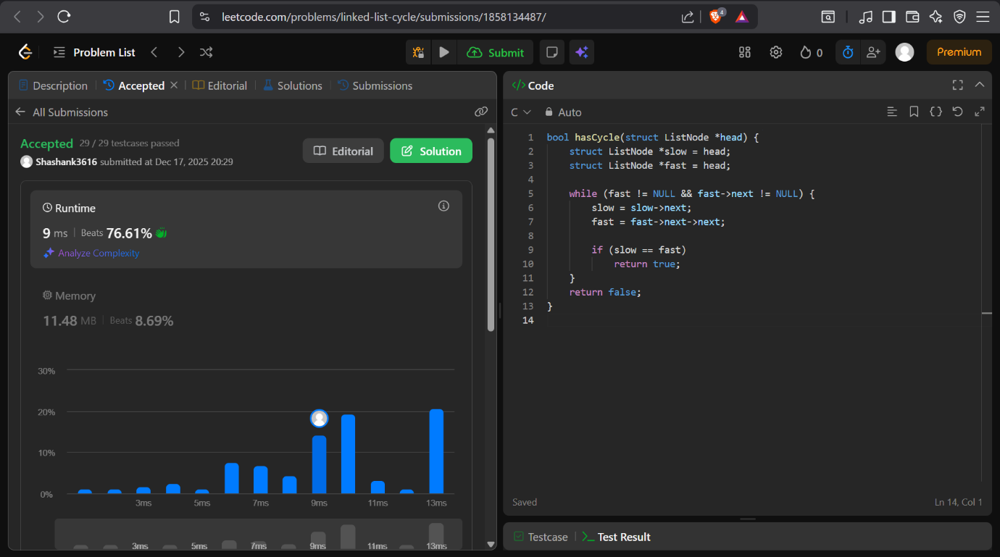 leetcode.com/problems/linked-list-cycle/submissions/1858134487/
4
Problem List
Submit
0
Premium
Description
Accepted
Editorial
Solutions
Submissions
All Submissions
Accepted 29 / 29 testcases passed
Shashank3616 submitted at Dec 17, 2025 20:29
Editorial
Solution
Runtime
9 ms Beats 76.61%
Analyze Complexity
Memory
11.48 MB Beats 8.69%
30%
20%
10%
0%
3ms 5ms 7ms 9ms 11ms 13ms
3ms 5ms 7ms 9ms 11ms 13ms
</> Code
C Auto
1 bool hasCycle(struct ListNode *head) {
2 struct ListNode *slow = head;
3 struct ListNode *fast = head;
4
5 while (fast != NULL && fast->next != NULL) {
6 slow = slow->next;
7 fast = fast->next->next;
8
9 if (slow == fast)
10 return true;
11 }
12 return false;
13 }
14
Saved
Ln 14, Col 1
Testcase
Test Result